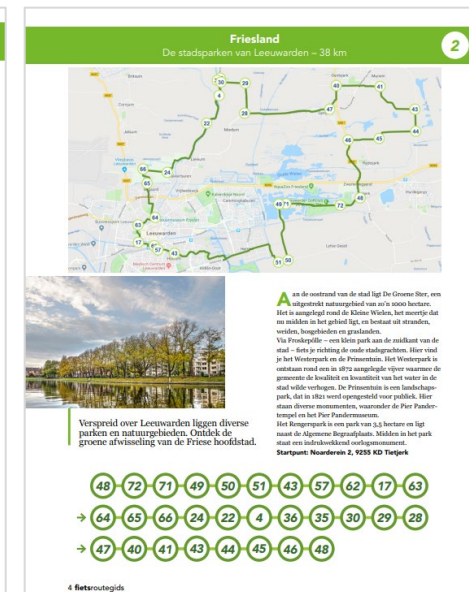 Friesland
De stadsparken van Leeuwarden – 38 km
2
Leeuwarden
Aan de oostrand van de stad ligt De Groene Ster, een
uitgestrekt natuurgebied van zo'n 1000 hectare.
Het is aangelegd rond de Kleine Wielen, het meertje dat
nu midden in het gebied ligt, en bestaat uit stranden,
weiden, bosgebieden en graslanden.
Via Froskepôlle – een klein park aan de zuidkant van de
stad – fiets je richting de oude stadsgrachten. Hier vind
je het Westerpark en de Prinsentuin. Het Westerpark is
ontstaan rond een in 1872 aangelegde vijver waarmee de
gemeente de kwaliteit en kwantiteit van het water in de
stad wilde verhogen. De Prinsentuin is een landschaps-
park, dat in 1821 werd opengesteld voor publiek. Hier
staan diverse monumenten, waaronder de Pier Pander-
tempel en het Pier Pandermuseum.
Het Rengerspark is een park van 3,5 hectare en ligt
naast de Algemene Begraafplaats. Midden in het park
staat een indrukwekkend oorlogsmonument.
Startpunt: Noarderein 2, 9255 KD Tietjerk
Verspreid over Leeuwarden liggen diverse
parken en natuurgebieden. Ontdek de
groene afwisseling van de Friese hoofdstad.
48 72 71 49 50 51 43 57 62 17 63
→ 64 65 66 24 22 4 36 35 30 29 28
→ 47 40 41 43 44 45 46 48
4 fietsroutegids